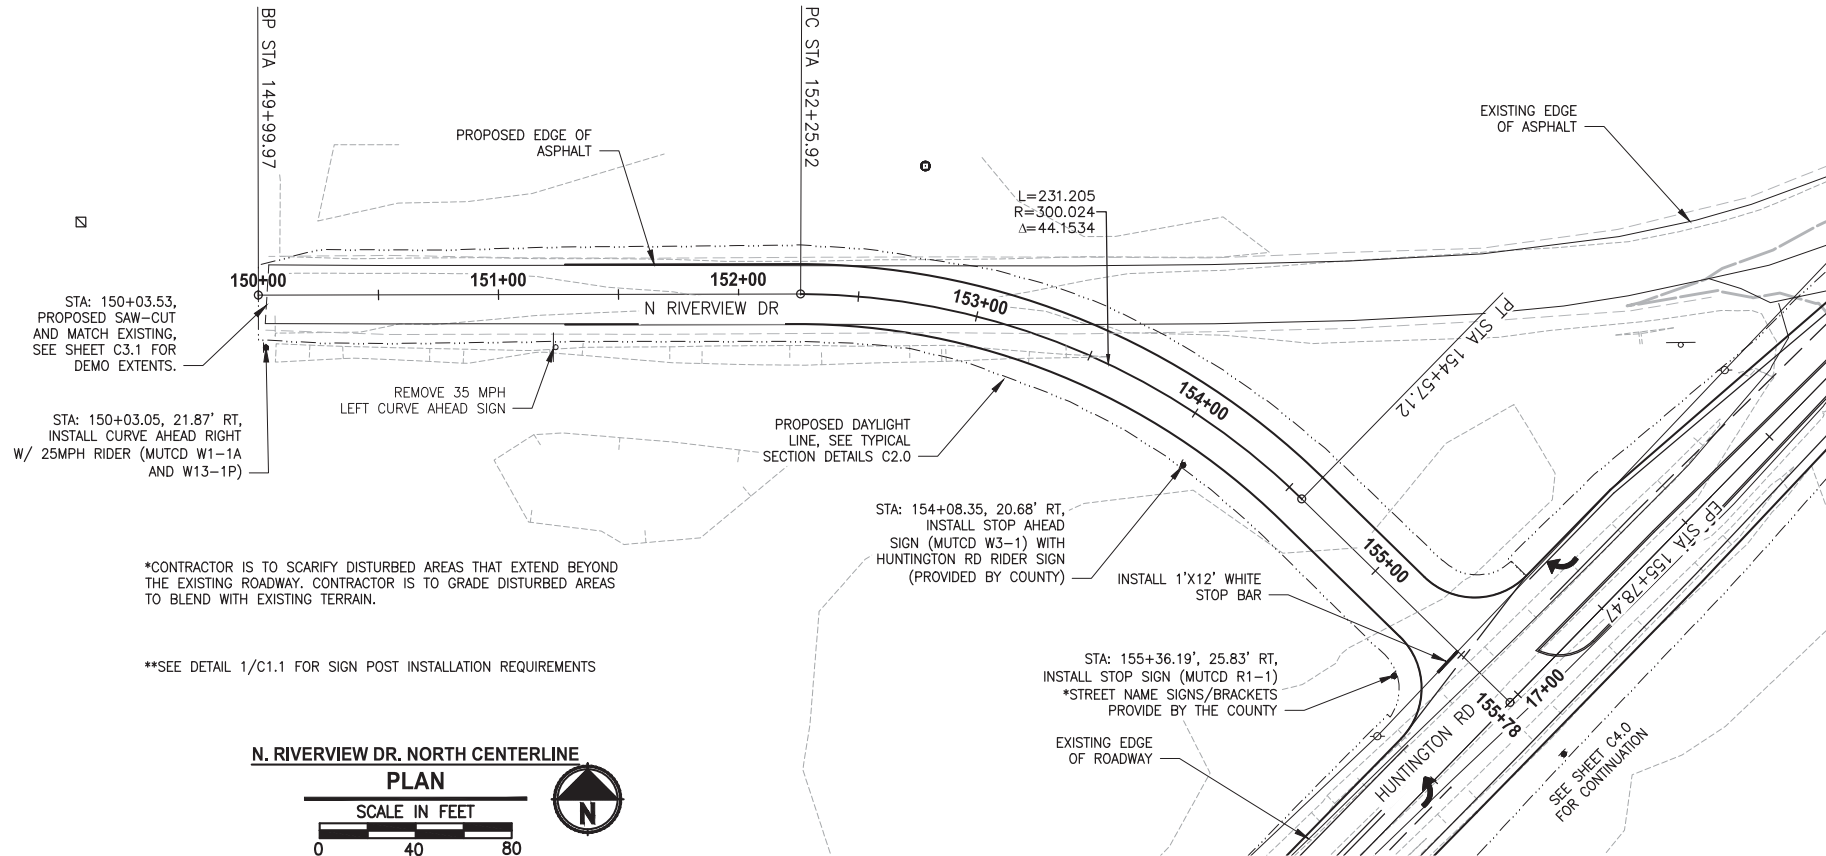 BP STA 149+99.97
PC STA 152+25.92
PROPOSED EDGE OF
ASPHALT
EXISTING EDGE
OF ASPHALT
L=231.205
R=300.024
Δ=44.1534
150+00
151+00
152+00
153+00
154+00
155+00
N RIVERVIEW DR
PT STA 154+57.12
STA: 150+03.53,
PROPOSED SAW-CUT
AND MATCH EXISTING,
SEE SHEET C3.1 FOR
DEMO EXTENTS.
REMOVE 35 MPH
LEFT CURVE AHEAD SIGN
STA: 150+03.05, 21.87' RT,
INSTALL CURVE AHEAD RIGHT
W/ 25MPH RIDER (MUTCD W1-1A
AND W13-1P)
PROPOSED DAYLIGHT
LINE, SEE TYPICAL
SECTION DETAILS C2.0
STA: 154+08.35, 20.68' RT,
INSTALL STOP AHEAD
SIGN (MUTCD W3-1) WITH
HUNTINGTON RD RIDER SIGN
(PROVIDED BY COUNTY)
EP STA 155+78.47
INSTALL 1'X12' WHITE
STOP BAR
*CONTRACTOR IS TO SCARIFY DISTURBED AREAS THAT EXTEND BEYOND
THE EXISTING ROADWAY. CONTRACTOR IS TO GRADE DISTURBED AREAS
TO BLEND WITH EXISTING TERRAIN.
**SEE DETAIL 1/C1.1 FOR SIGN POST INSTALLATION REQUIREMENTS
STA: 155+36.19', 25.83' RT,
INSTALL STOP SIGN (MUTCD R1-1)
*STREET NAME SIGNS/BRACKETS
PROVIDE BY THE COUNTY
155+78
17+00
HUNTINGTON RD
EXISTING EDGE
OF ROADWAY
SEE SHEET C4.0
FOR CONTINUATION
N. RIVERVIEW DR. NORTH CENTERLINE
PLAN
SCALE IN FEET
0 40 80
N